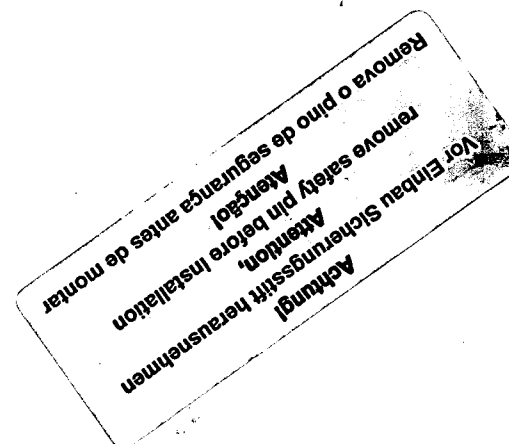 Achtung!
Vor Einbau Sicherungsstift herausnehmen
Attention,
remove safety pin before installation
Atenção!
Remova o pino de segurança antes de montar